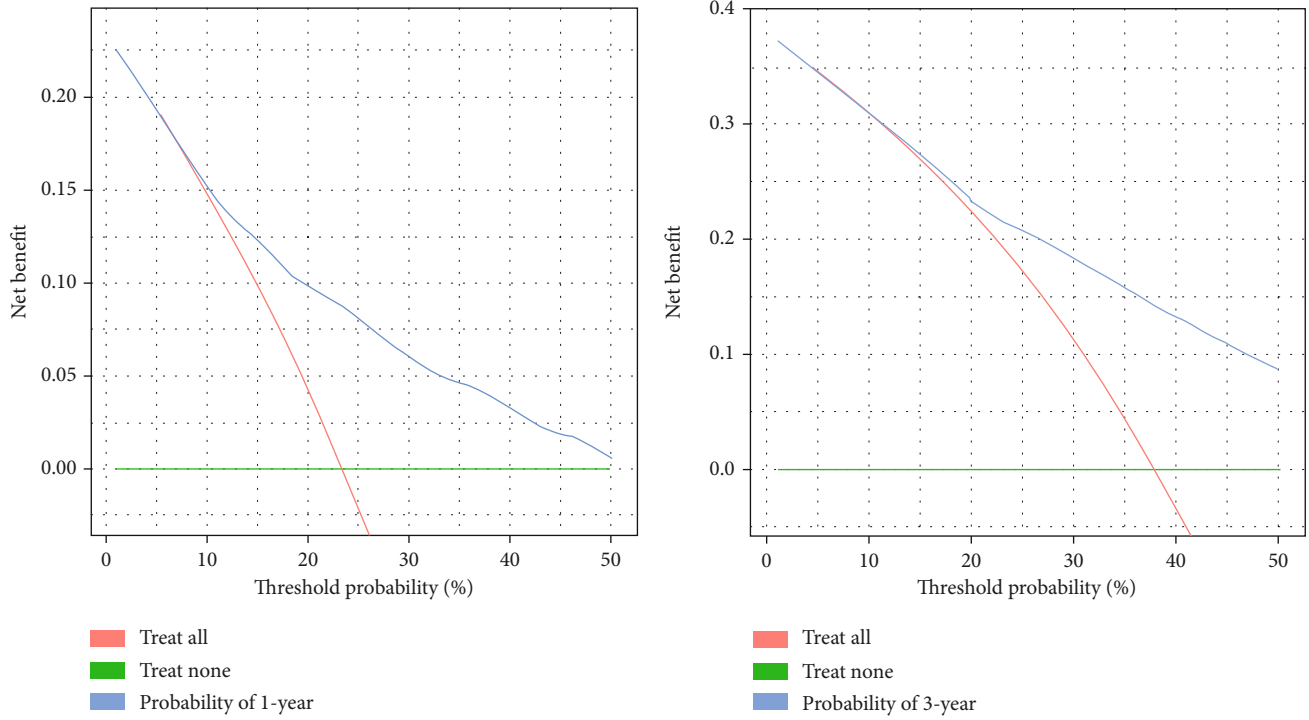 Net benefit
0.20
0.15
0.10
0.05
0.00
0 10 20 30 40 50
Threshold probability (%)
Treat all
Treat none
Probability of 1-year
Net benefit
0.4
0.3
0.2
0.1
0.0
0 10 20 30 40 50
Threshold probability (%)
Treat all
Treat none
Probability of 3-year